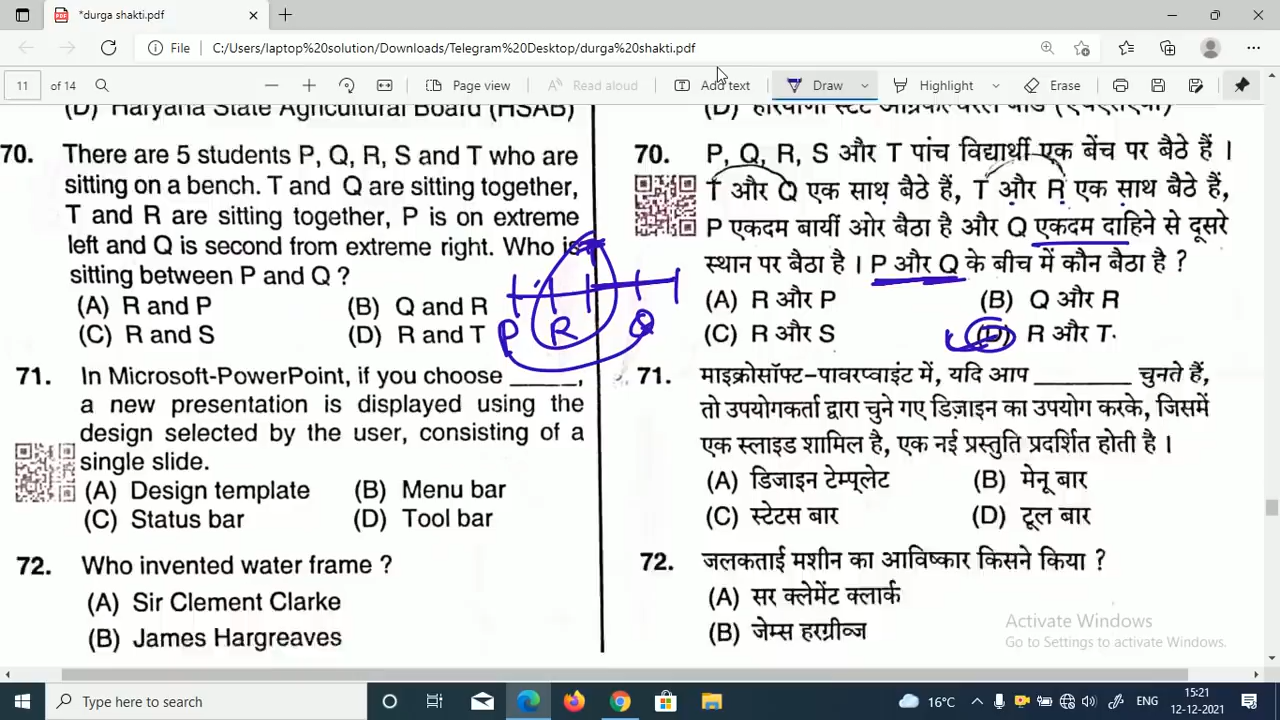 *durga shakti.pdf
File
C:/Users/laptop%20solution/Downloads/Telegram%20Desktop/durga%20shakti.pdf
11 of 14
Page view
Read aloud
Add text
Draw
Highlight
Erase
(D) Haryana State Agricultural Board (HSAB)
70. There are 5 students P, Q, R, S and T who are
sitting on a bench. T and Q are sitting together,
T and R are sitting together, P is on extreme
left and Q is second from extreme right. Who is
sitting between P and Q ?
(A) R and P (B) Q and R
(C) R and S (D) R and T
P R Q
71. In Microsoft-PowerPoint, if you choose _____,
a new presentation is displayed using the
design selected by the user, consisting of a
single slide.
(A) Design template (B) Menu bar
(C) Status bar (D) Tool bar
72. Who invented water frame ?
(A) Sir Clement Clarke
(B) James Hargreaves
(D) हरियाणा स्टेट
70. P, Q, R, S और T पांच विद्यार्थी एक बेंच पर बैठे हैं ।
T और Q एक साथ बैठे हैं, T और R एक साथ बैठे हैं,
P एकदम बायीं ओर बैठा है और Q एकदम दाहिने से दूसरे
स्थान पर बैठा है । P और Q के बीच में कौन बैठा है ?
(A) R और P (B) Q और R
(C) R और S (D) R और T.
71. माइक्रोसॉफ्ट-पावरप्वाइंट में, यदि आप ________ चुनते हैं,
तो उपयोगकर्ता द्वारा चुने गए डिज़ाइन का उपयोग करके, जिसमें
एक स्लाइड शामिल है, एक नई प्रस्तुति प्रदर्शित होती है ।
(A) डिजाइन टेम्प्लेट (B) मेनू बार
(C) स्टेटस बार (D) टूल बार
72. जलकताई मशीन का आविष्कार किसने किया ?
(A) सर क्लेमेंट क्लार्क
(B) जेम्स हरग्रीव्ज
Activate Windows
Go to Settings to activate Windows.
Type here to search
16°C
ENG
15:21
12-12-2021